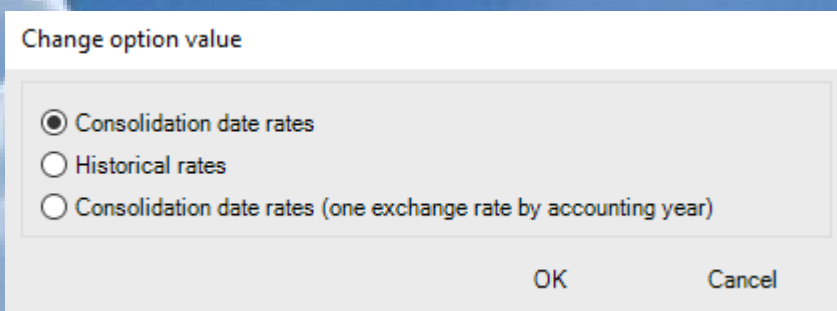 Change option value
Consolidation date rates
Historical rates
Consolidation date rates (one exchange rate by accounting year)
OK Cancel